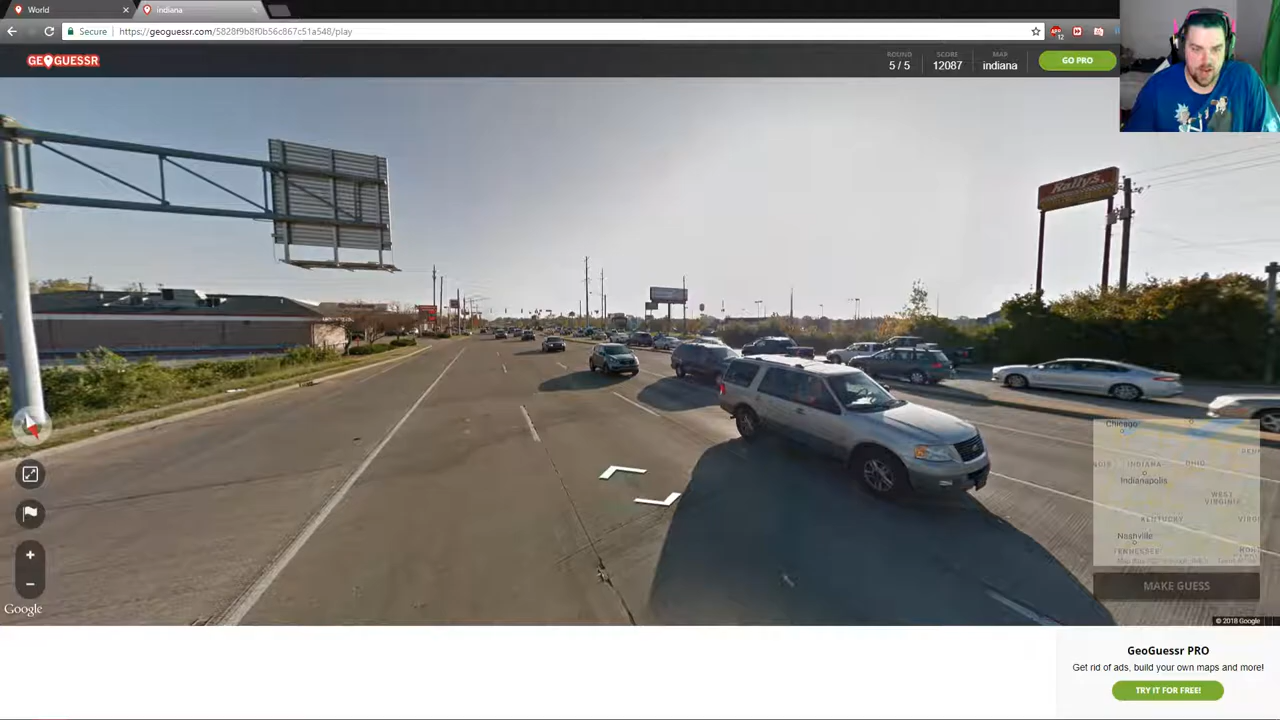 World
indiana
Secure
https://geoguessr.com/5828f9b8f0b56c867c51a548/play
12
GEOGUESSR
ROUND
5 / 5
SCORE
12087
MAP
indiana
GO PRO
Rally's
Chicago
INDIANA
OHIO
Indianapolis
WEST
VIRGINIA
KENTUCKY
Nashville
TENNESSEE
MAKE GUESS
Google
© 2018 Google
GeoGuessr PRO
Get rid of ads, build your own maps and more!
TRY IT FOR FREE!